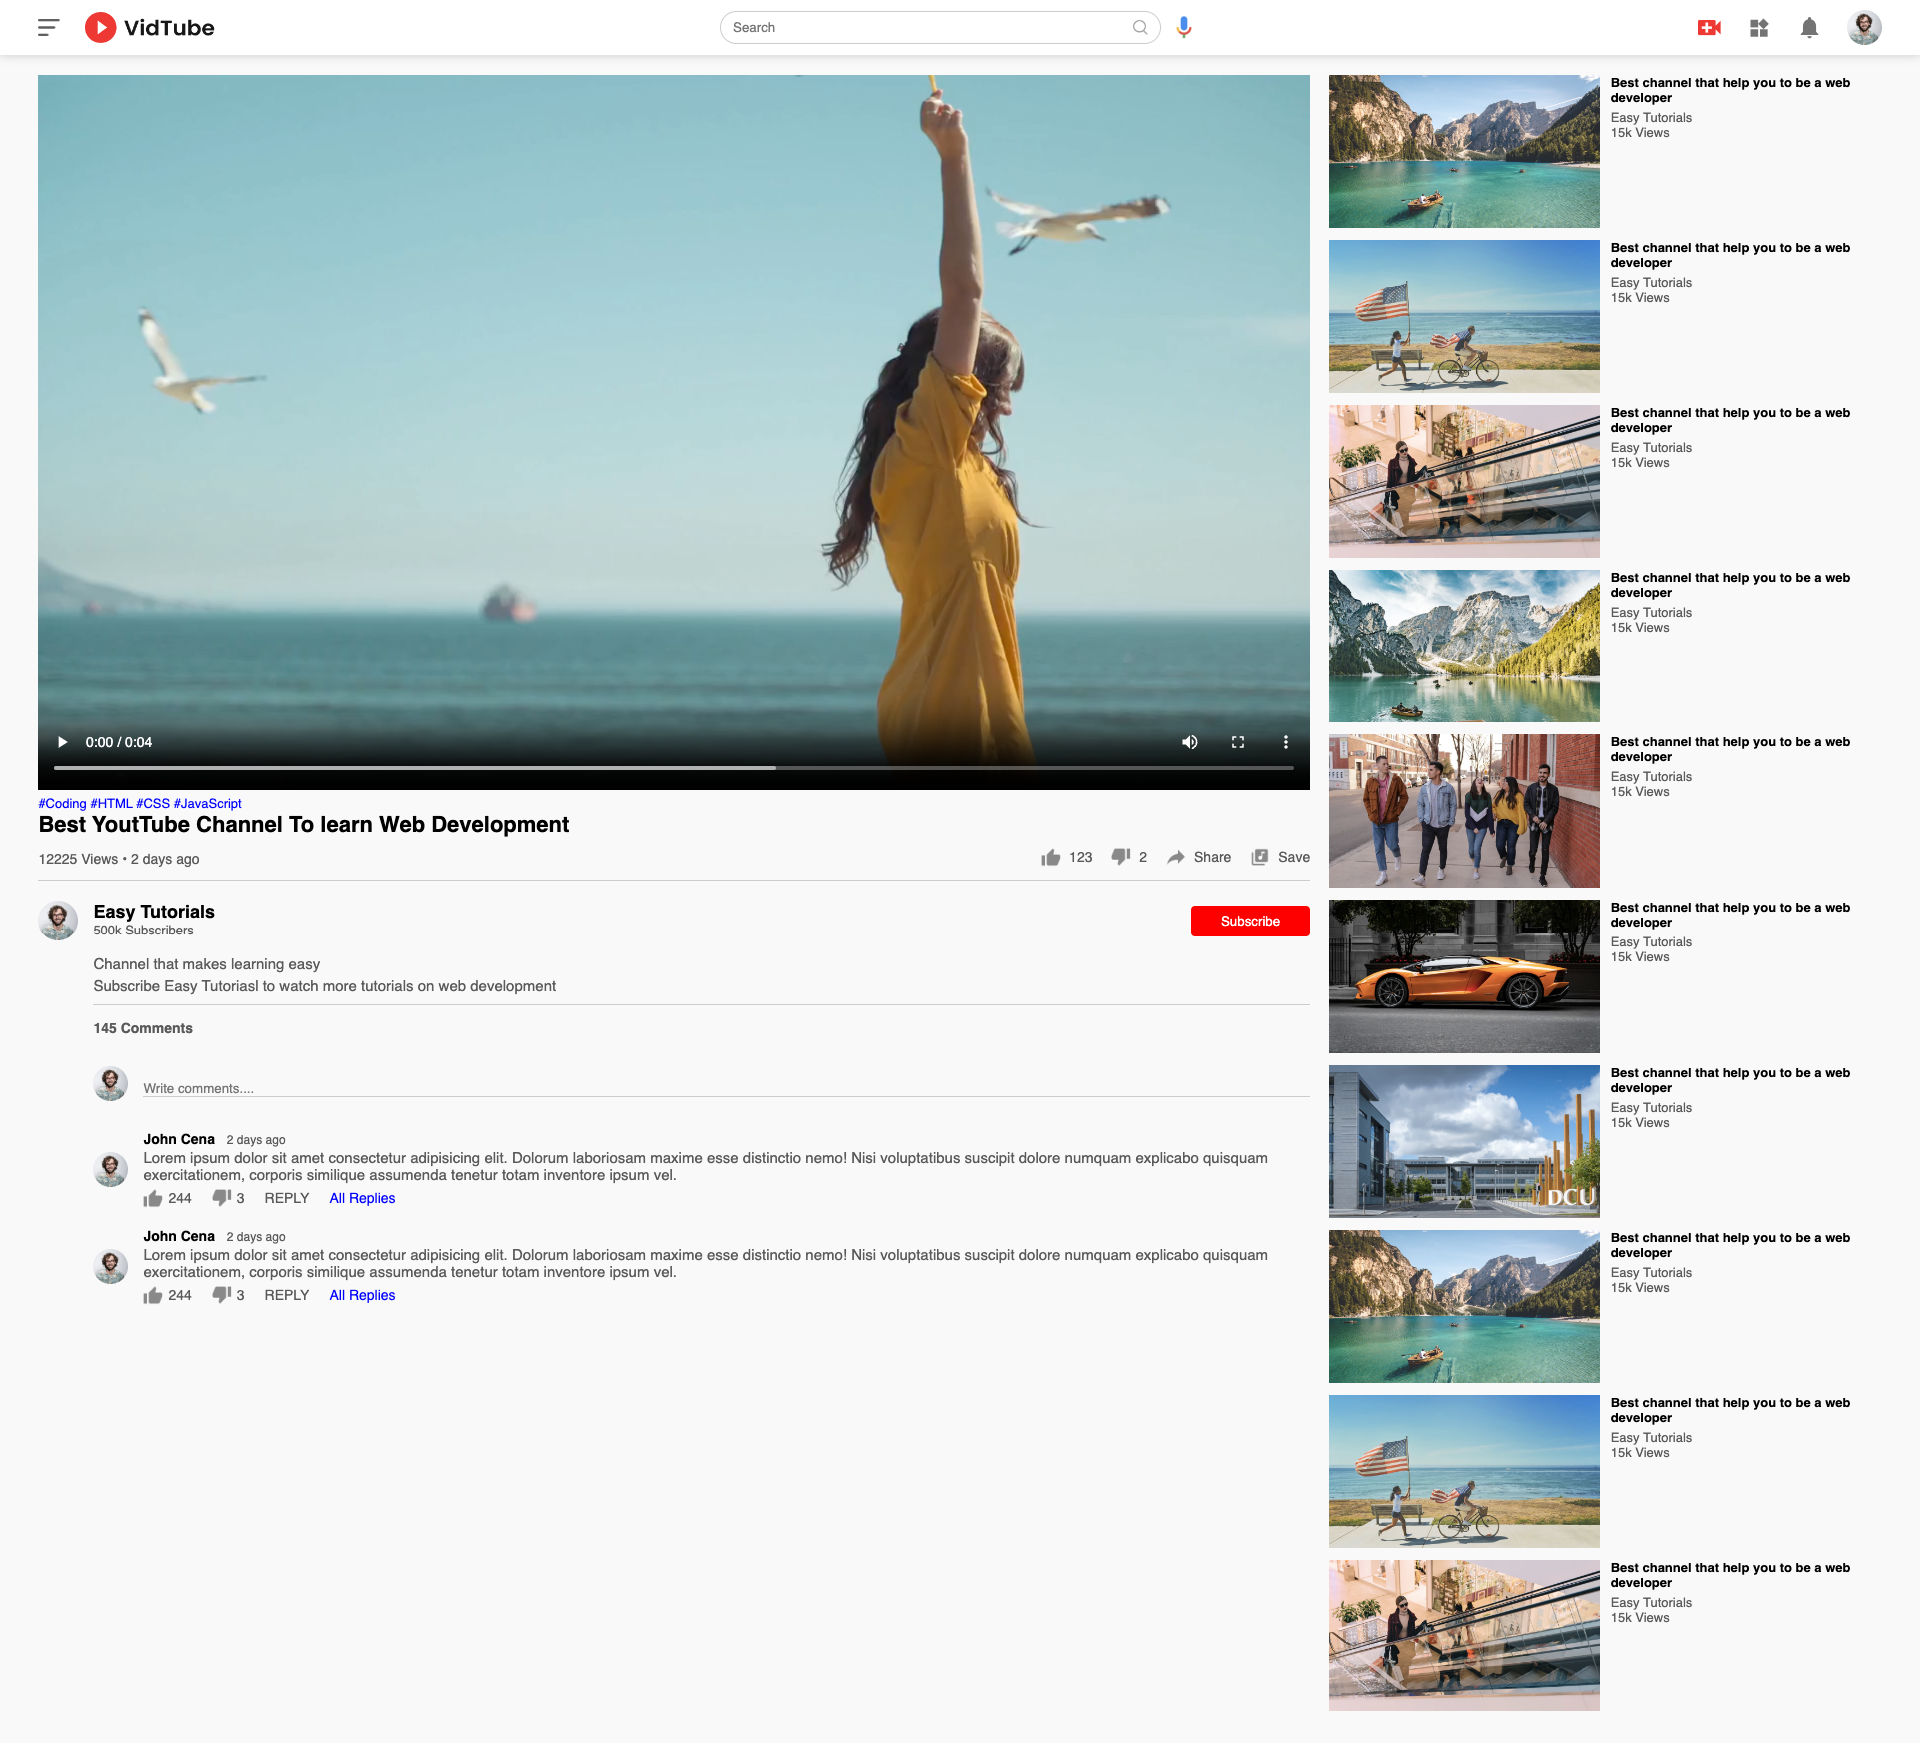 VidTube
Search
0:00 / 0:04
#Coding #HTML #CSS #JavaScript
Best YoutTube Channel To learn Web Development
12225 Views • 2 days ago
123
2
Share
Save
Easy Tutorials
500k Subscribers
Subscribe
Channel that makes learning easy
Subscribe Easy Tutoriasl to watch more tutorials on web development
145 Comments
Write comments....
John Cena 2 days ago
Lorem ipsum dolor sit amet consectetur adipisicing elit. Dolorum laboriosam maxime esse distinctio nemo! Nisi voluptatibus suscipit dolore numquam explicabo quisquam
exercitationem, corporis similique assumenda tenetur totam inventore ipsum vel.
244 3 REPLY All Replies
John Cena 2 days ago
Lorem ipsum dolor sit amet consectetur adipisicing elit. Dolorum laboriosam maxime esse distinctio nemo! Nisi voluptatibus suscipit dolore numquam explicabo quisquam
exercitationem, corporis similique assumenda tenetur totam inventore ipsum vel.
244 3 REPLY All Replies
Best channel that help you to be a web
developer
Easy Tutorials
15k Views
Best channel that help you to be a web
developer
Easy Tutorials
15k Views
Best channel that help you to be a web
developer
Easy Tutorials
15k Views
Best channel that help you to be a web
developer
Easy Tutorials
15k Views
Best channel that help you to be a web
developer
Easy Tutorials
15k Views
Best channel that help you to be a web
developer
Easy Tutorials
15k Views
DCU
Best channel that help you to be a web
developer
Easy Tutorials
15k Views
Best channel that help you to be a web
developer
Easy Tutorials
15k Views
Best channel that help you to be a web
developer
Easy Tutorials
15k Views
Best channel that help you to be a web
developer
Easy Tutorials
15k Views